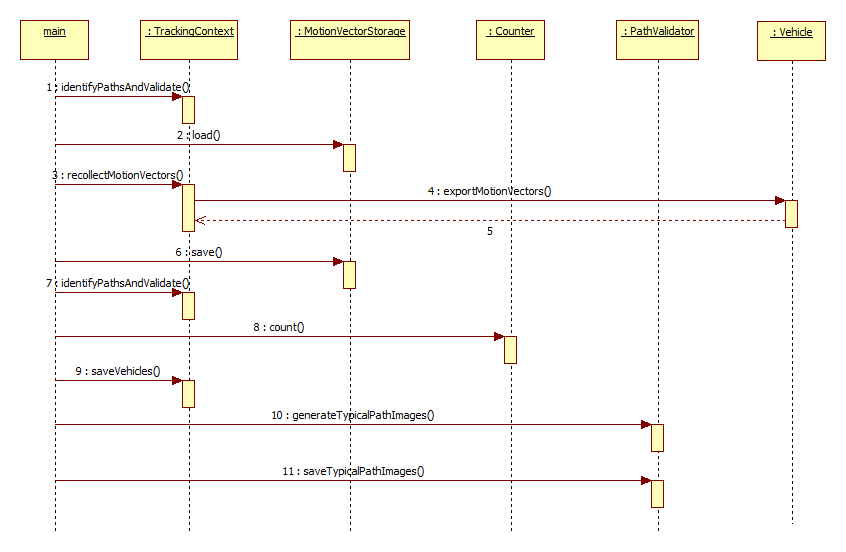 main
: TrackingContext
: MotionVectorStorage
: Counter
: PathValidator
: Vehicle
1 : identifyPathsAndValidate()
2 : load()
3 : recollectMotionVectors()
4 : exportMotionVectors()
5
6 : save()
7 : identifyPathsAndValidate()
8 : count()
9 : saveVehicles()
10 : generateTypicalPathImages()
11 : saveTypicalPathImages()